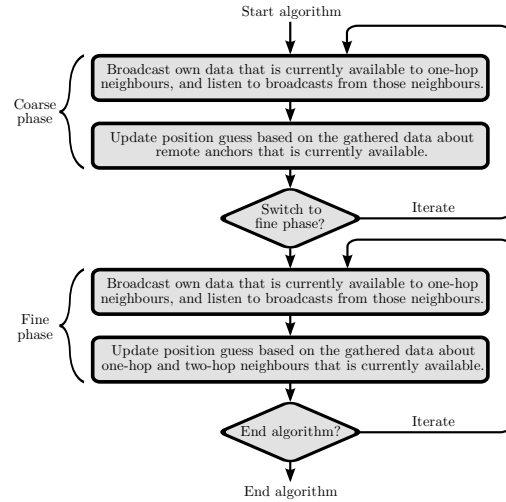 Start algorithm
Broadcast own data that is currently available to one-hop
neighbours, and listen to broadcasts from those neighbours.
Coarse
phase
Update position guess based on the gathered data about
remote anchors that is currently available.
Switch to
fine phase?
Iterate
Broadcast own data that is currently available to one-hop
neighbours, and listen to broadcasts from those neighbours.
Fine
phase
Update position guess based on the gathered data about
one-hop and two-hop neighbours that is currently available.
End algorithm?
Iterate
End algorithm